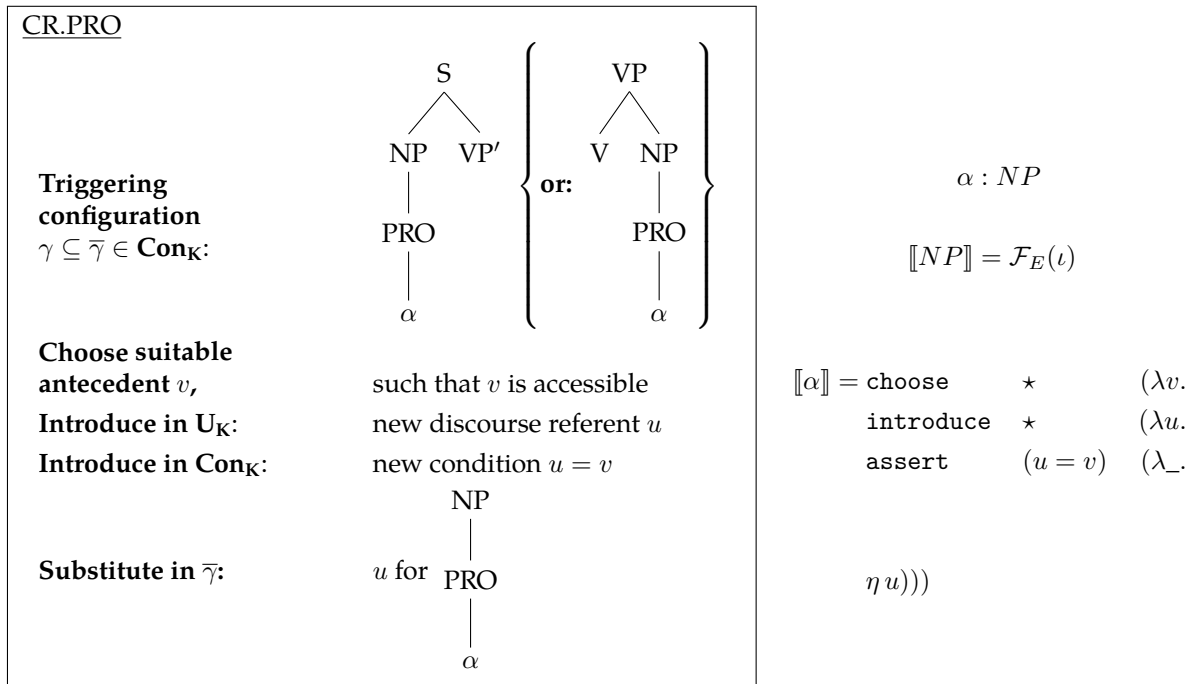 CR.PRO
S
VP
NP VP′
V NP
or:
PRO
PRO
α
α
Triggering
configuration
γ ⊆ γ̅ ∈ Con_K:
α : NP
⟦NP⟧ = ℱ_E(ι)
Choose suitable
antecedent v, such that v is accessible
⟦α⟧ = choose ⋆ (λv.
Introduce in U_K: new discourse referent u
introduce ⋆ (λu.
Introduce in Con_K: new condition u = v
assert (u = v) (λ_.
Substitute in γ̅: u for
NP
PRO
α
η u)))